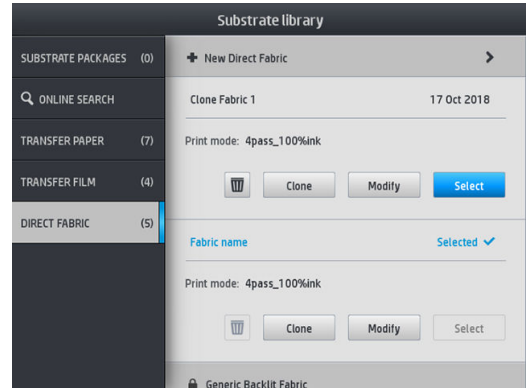 Substrate library
SUBSTRATE PACKAGES (0)
ONLINE SEARCH
TRANSFER PAPER (7)
TRANSFER FILM (4)
DIRECT FABRIC (5)
New Direct Fabric
Clone Fabric 1 17 Oct 2018
Print mode: 4pass_100%ink
Clone Modify Select
Fabric name Selected
Print mode: 4pass_100%ink
Clone Modify Select
Generic Backlit Fabric